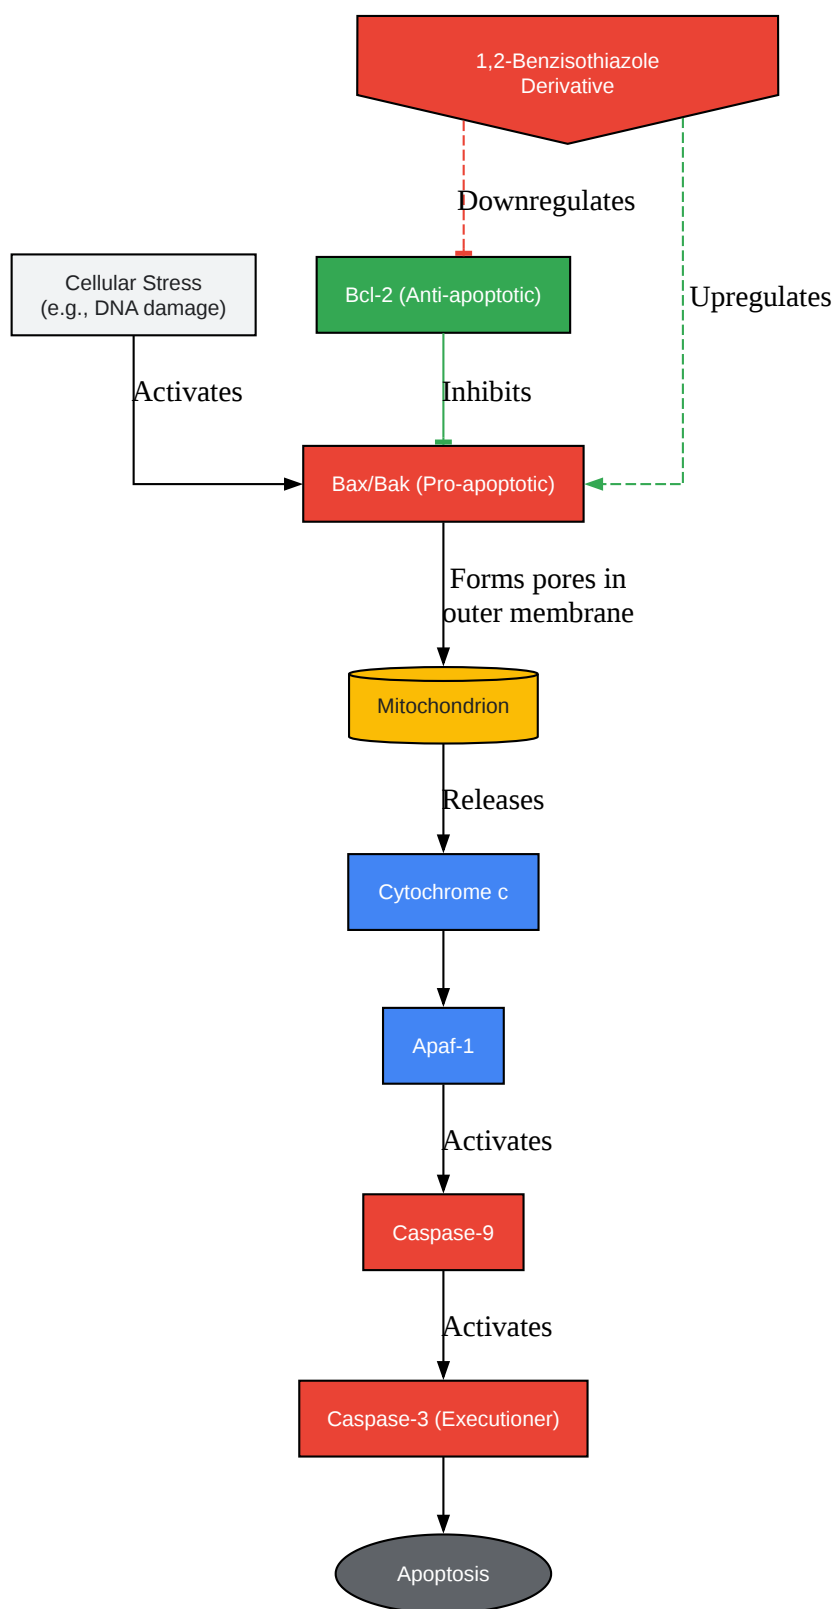 1,2-Benzisothiazole
Derivative
Downregulates
Cellular Stress
(e.g., DNA damage)
Bcl-2 (Anti-apoptotic)
Upregulates
Activates
Inhibits
Bax/Bak (Pro-apoptotic)
Forms pores in
outer membrane
Mitochondrion
Releases
Cytochrome c
Apaf-1
Activates
Caspase-9
Activates
Caspase-3 (Executioner)
Apoptosis